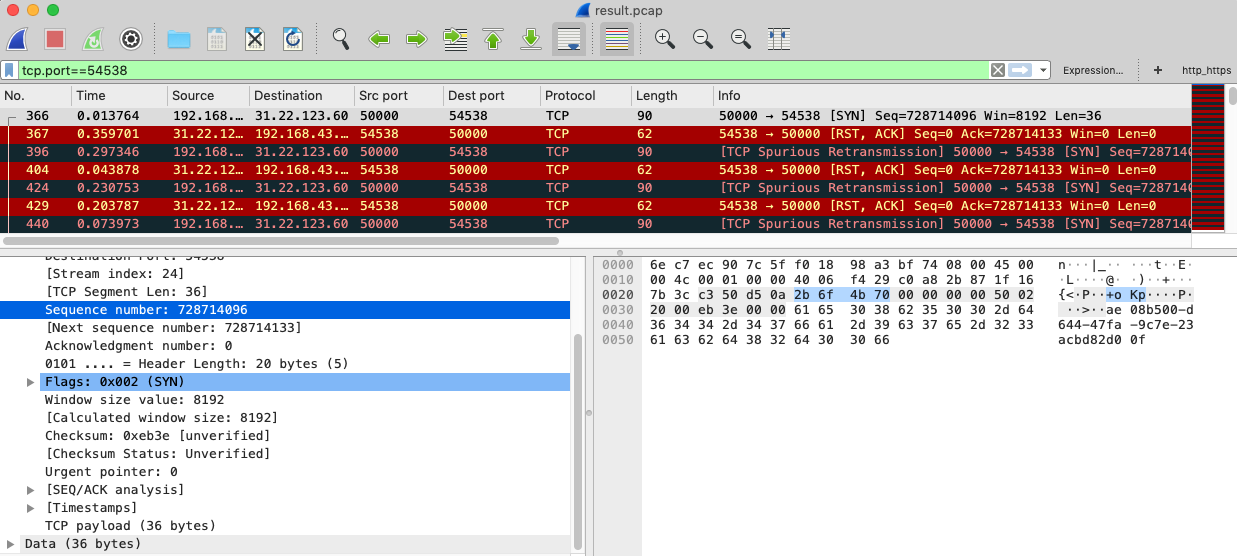 result.pcap
tcp.port==54538 Expression... + http_https
No. Time Source Destination Src port Dest port Protocol Length Info
366 0.013764 192.168.... 31.22.123.60 50000 54538 TCP 90 50000 → 54538 [SYN] Seq=728714096 Win=8192 Len=36
367 0.359701 31.22.12... 192.168.43.... 54538 50000 TCP 62 54538 → 50000 [RST, ACK] Seq=0 Ack=728714133 Win=0 Len=0
396 0.297346 192.168.... 31.22.123.60 50000 54538 TCP 90 [TCP Spurious Retransmission] 50000 → 54538 [SYN] Seq=7287140
404 0.043878 31.22.12... 192.168.43.... 54538 50000 TCP 62 54538 → 50000 [RST, ACK] Seq=0 Ack=728714133 Win=0 Len=0
424 0.230753 192.168.... 31.22.123.60 50000 54538 TCP 90 [TCP Spurious Retransmission] 50000 → 54538 [SYN] Seq=7287140
429 0.203787 31.22.12... 192.168.43.... 54538 50000 TCP 62 54538 → 50000 [RST, ACK] Seq=0 Ack=728714133 Win=0 Len=0
440 0.073973 192.168.... 31.22.123.60 50000 54538 TCP 90 [TCP Spurious Retransmission] 50000 → 54538 [SYN] Seq=7287140
Destination Port: 54538
[Stream index: 24]
[TCP Segment Len: 36]
Sequence number: 728714096
[Next sequence number: 728714133]
Acknowledgment number: 0
0101 .... = Header Length: 20 bytes (5)
Flags: 0x002 (SYN)
Window size value: 8192
[Calculated window size: 8192]
Checksum: 0xeb3e [unverified]
[Checksum Status: Unverified]
Urgent pointer: 0
[SEQ/ACK analysis]
[Timestamps]
TCP payload (36 bytes)
Data (36 bytes)
0000 6e c7 ec 90 7c 5f f0 18 98 a3 bf 74 08 00 45 00 n···|_·· ···t··E·
0010 00 4c 00 01 00 00 40 06 f4 29 c0 a8 2b 87 1f 16 ·L····@· ·)··+···
0020 7b 3c c3 50 d5 0a 2b 6f 4b 70 00 00 00 00 50 02 {<·P··+o Kp····P·
0030 20 00 eb 3e 00 00 61 65 30 38 62 35 30 30 2d 64 ··>··ae 08b500-d
0040 36 34 34 2d 34 37 66 61 2d 39 63 37 65 2d 32 33 644-47fa -9c7e-23
0050 61 63 62 64 38 32 64 30 30 66 acbd82d0 0f